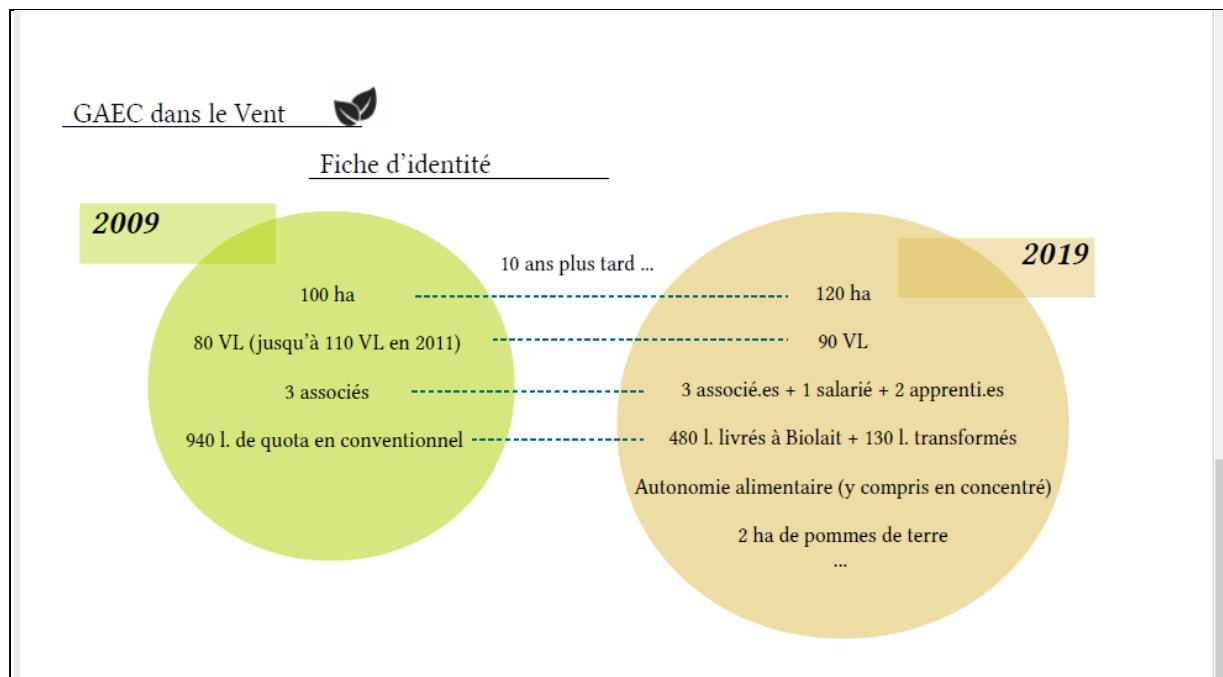 GAEC dans le Vent
Fiche d'identité
2009
10 ans plus tard ...
2019
100 ha
120 ha
80 VL (jusqu'à 110 VL en 2011)
90 VL
3 associés
3 associé.es + 1 salarié + 2 apprenti.es
940 l. de quota en conventionnel
480 l. livrés à Biolait + 130 l. transformés
Autonomie alimentaire (y compris en concentré)
2 ha de pommes de terre
...